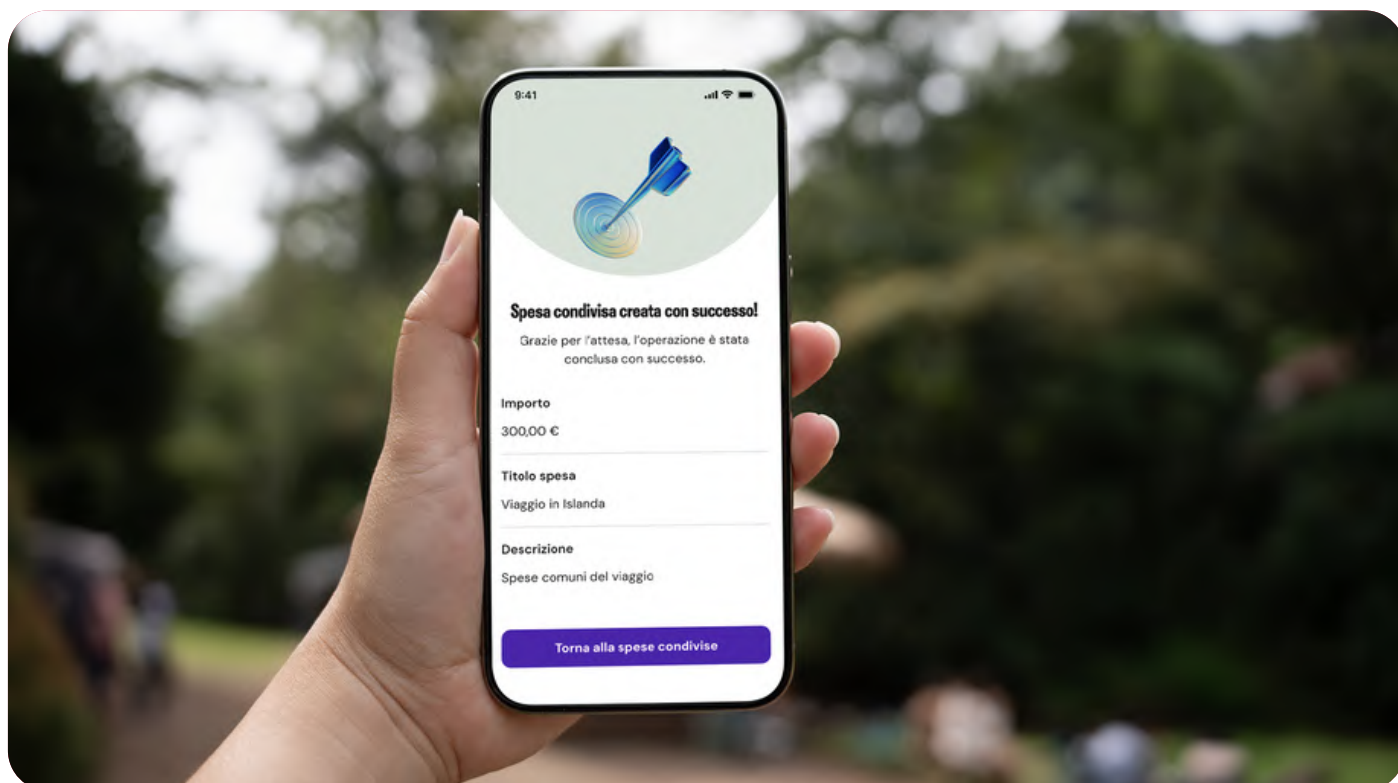 9:41
Spesa condivisa creata con successo!
Grazie per l'attesa, l'operazione è stata
conclusa con successo.
Importo
300,00 €
Titolo spesa
Viaggio in Islanda
Descrizione
Spese comuni del viaggio
Torna alla spese condivise